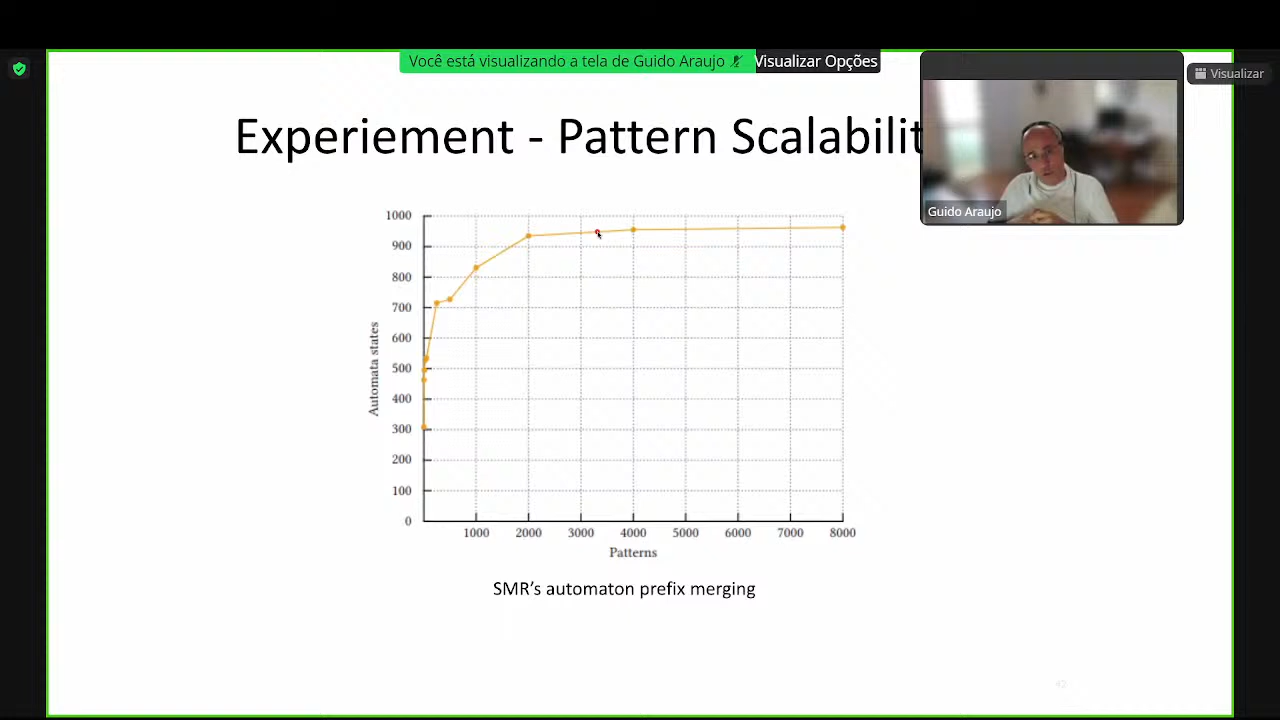 Você está visualizando a tela de Guido Araujo
Visualizar Opções
Visualizar
Experiement - Pattern Scalabilit
Guido Araujo
1000
900
800
700
600
500
400
300
200
100
0
Automata states
1000 2000 3000 4000 5000 6000 7000 8000
Patterns
SMR's automaton prefix merging